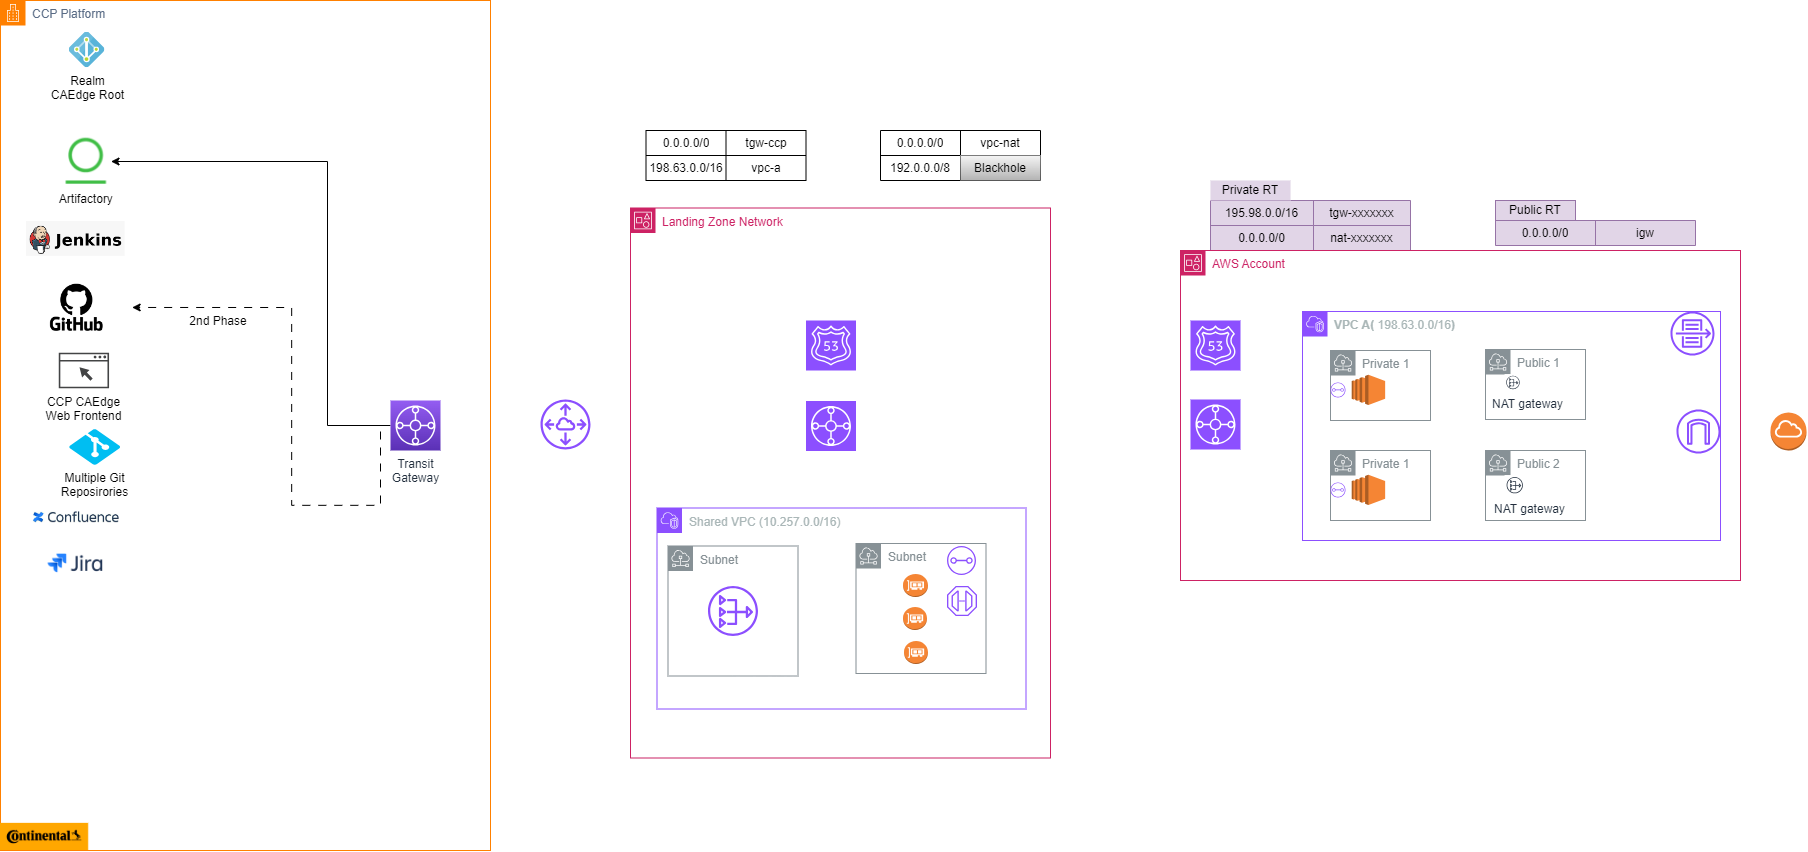 CCP Platform
Realm
CAEdge Root
Artifactory
Jenkins
GitHub
2nd Phase
CCP CAEdge
Web Frontend
Multiple Git
Reposirories
Confluence
Jira
Transit
Gateway
Continental
0.0.0.0/0 tgw-ccp
198.63.0.0/16 vpc-a
0.0.0.0/0 vpc-nat
192.0.0.0/8 Blackhole
Landing Zone Network
53
Shared VPC (10.257.0.0/16)
Subnet
Subnet
Private RT
195.98.0.0/16 tgw-xxxxxxx
0.0.0.0/0 nat-xxxxxxx
Public RT
0.0.0.0/0 igw
AWS Account
53
VPC A( 198.63.0.0/16)
Private 1
Public 1
NAT gateway
Private 1
Public 2
NAT gateway